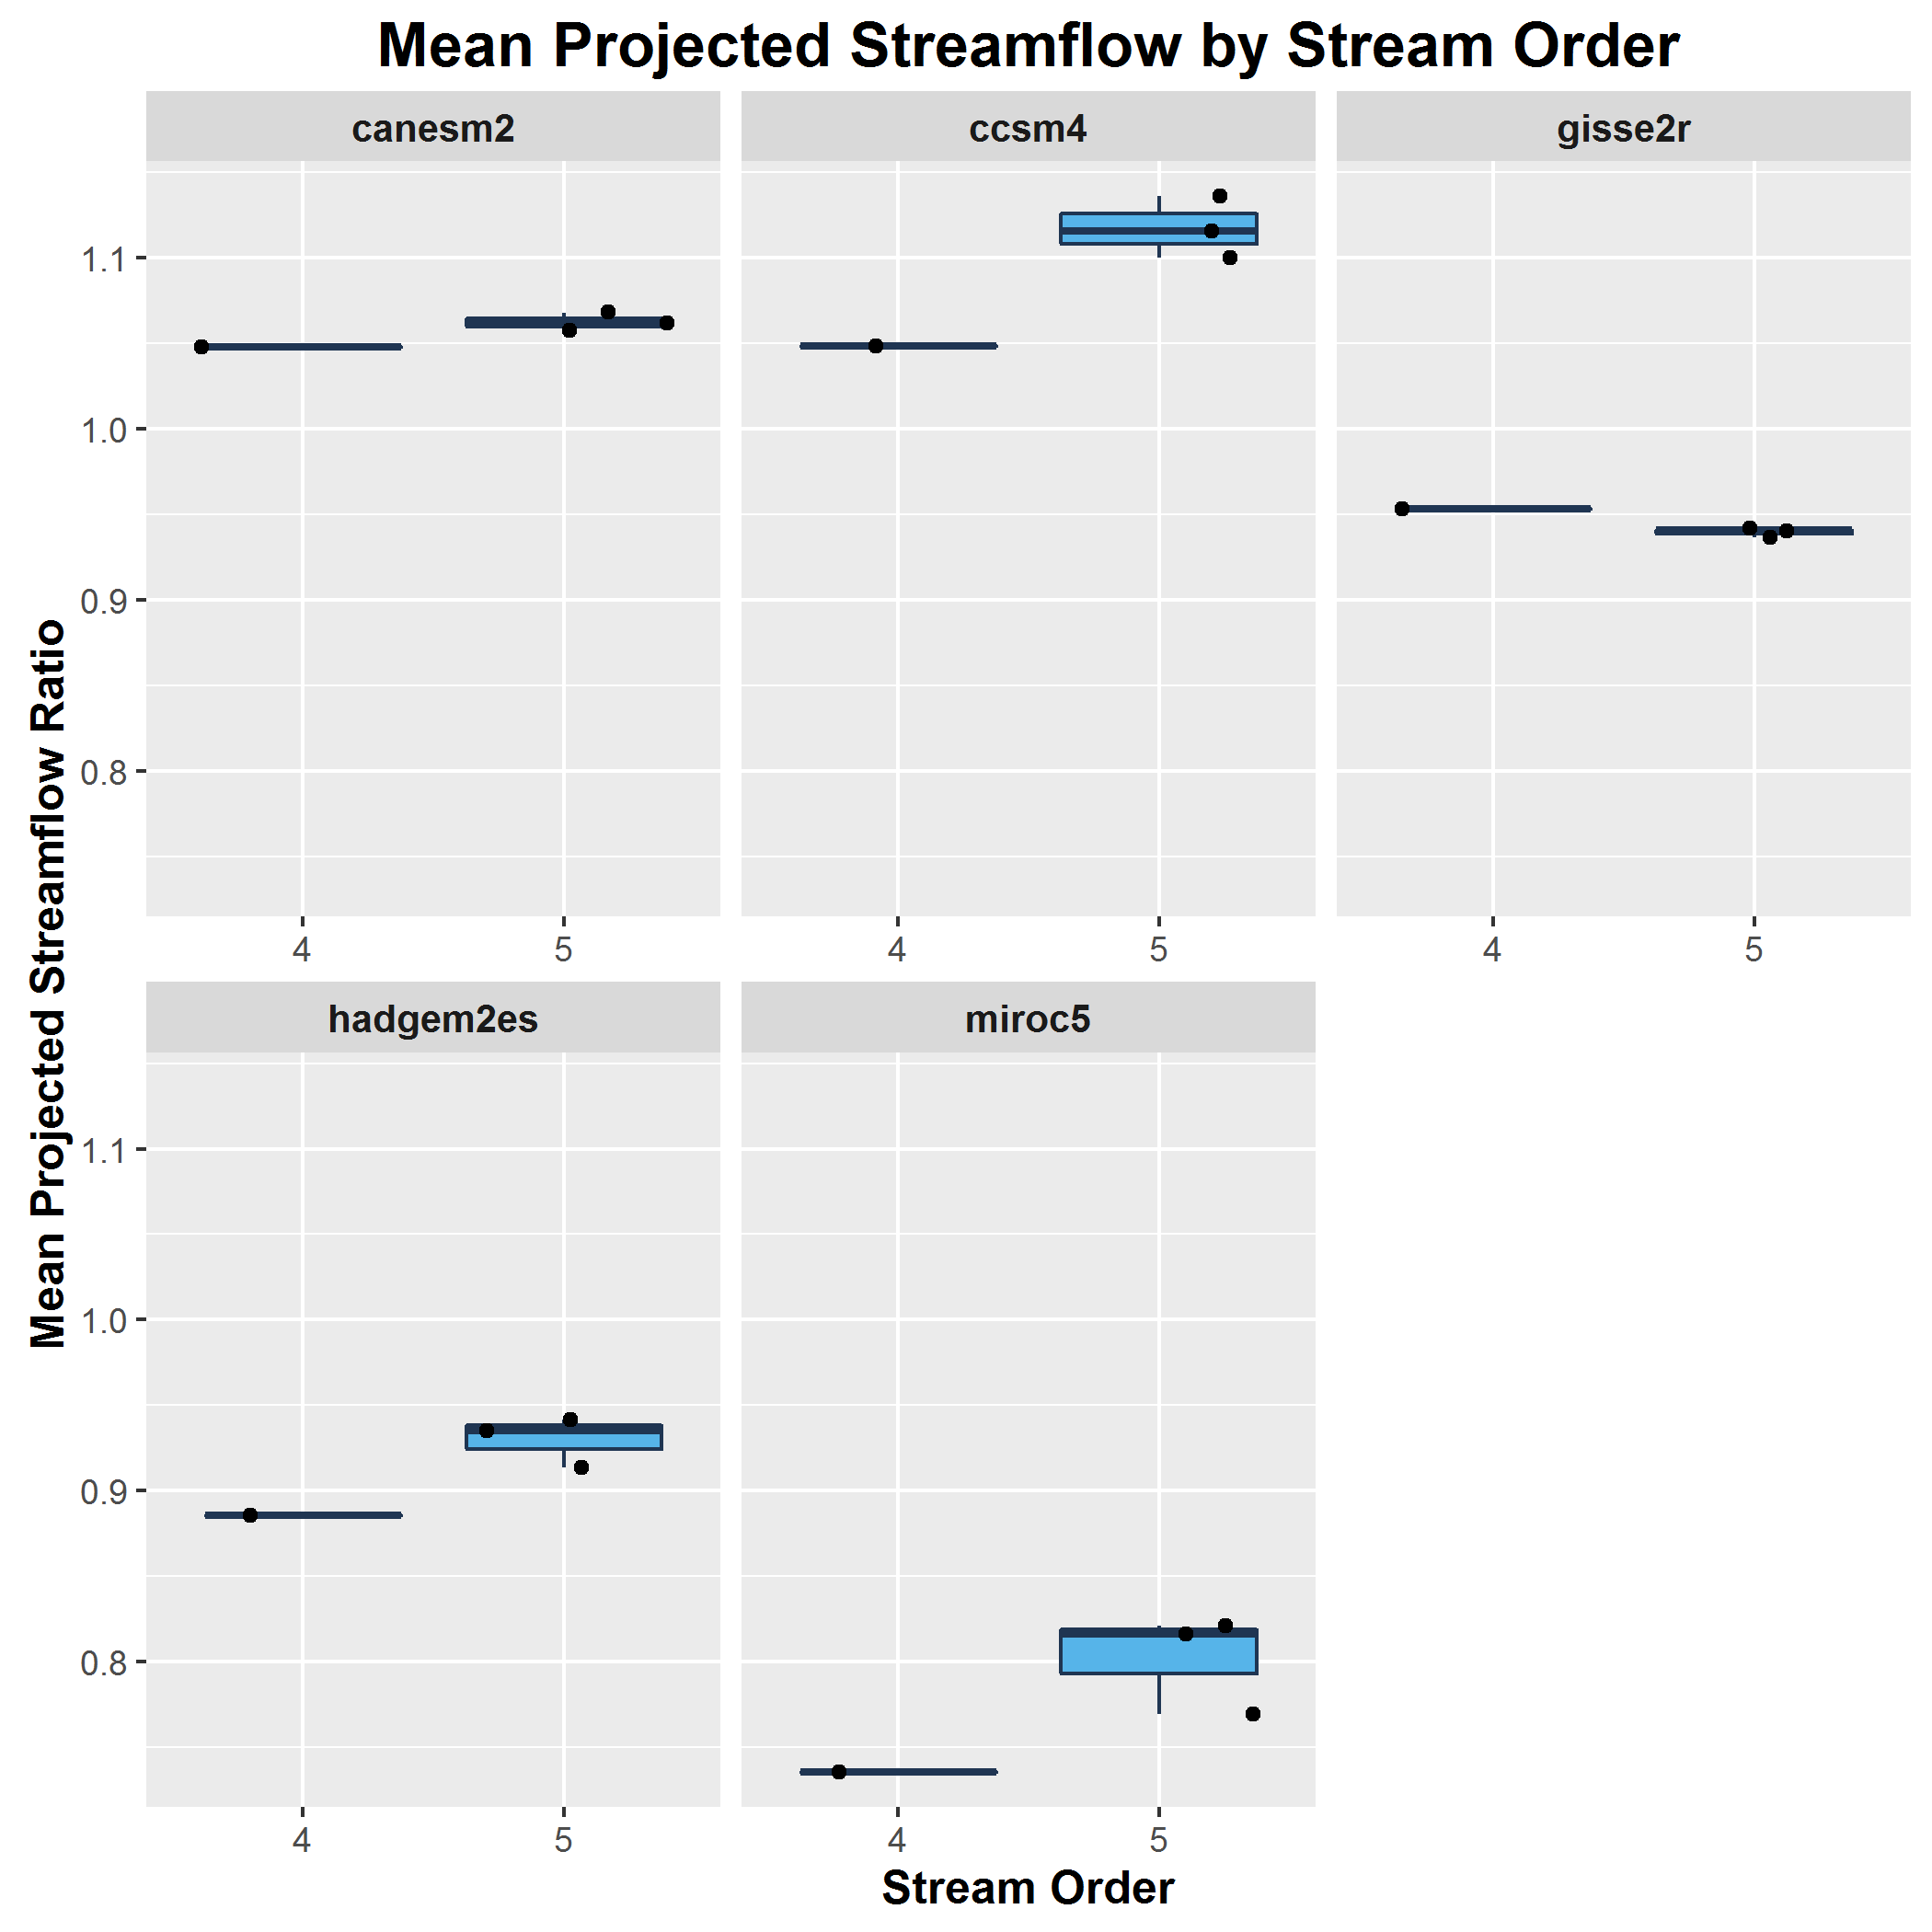 Mean Projected Streamflow by Stream Order
canesm2
ccsm4
gisse2r
Mean Projected Streamflow Ratio
1.1
1.0
0.9
0.8
4 5
4 5
4 5
hadgem2es
miroc5
1.1
1.0
0.9
0.8
4 5
4 5
Stream Order